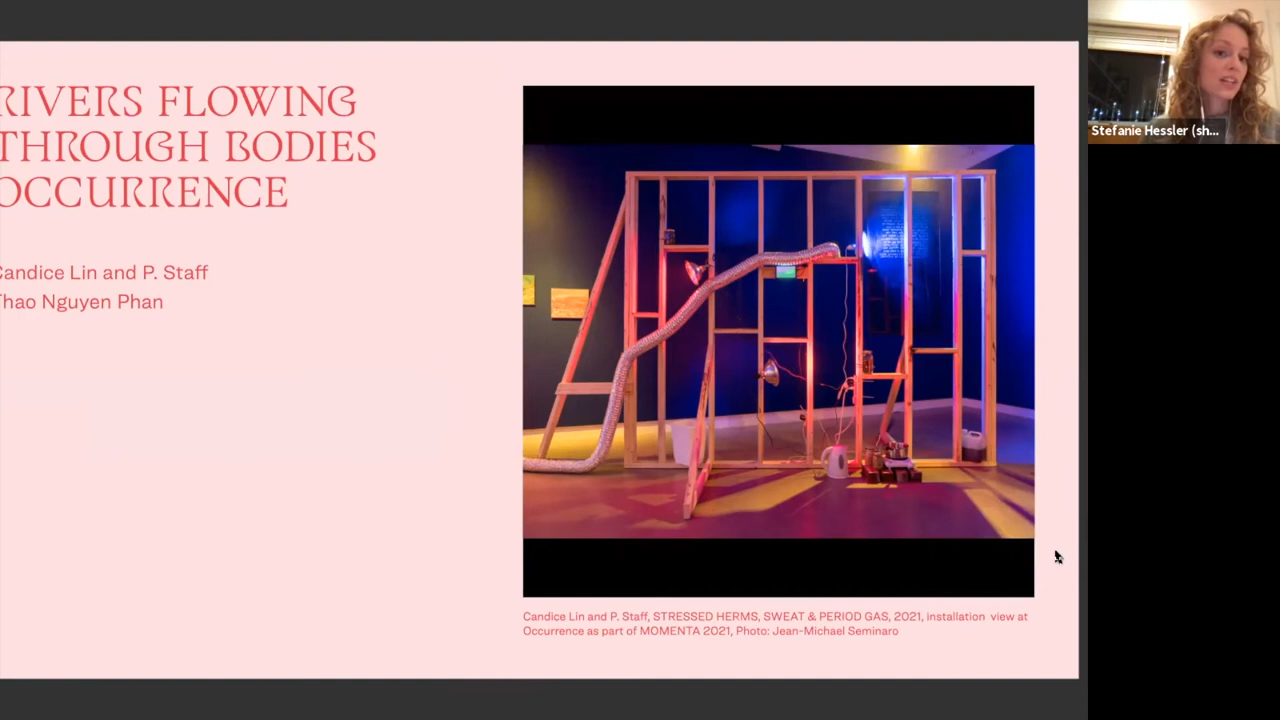 RIVERS FLOWING
THROUGH BODIES
OCCURRENCE
Candice Lin and P. Staff
Thao Nguyen Phan
Candice Lin and P. Staff, STRESSED HERMS, SWEAT & PERIOD GAS, 2021, installation view at
Occurrence as part of MOMENTA 2021, Photo: Jean-Michael Seminaro
Stefanie Hessler (sh...